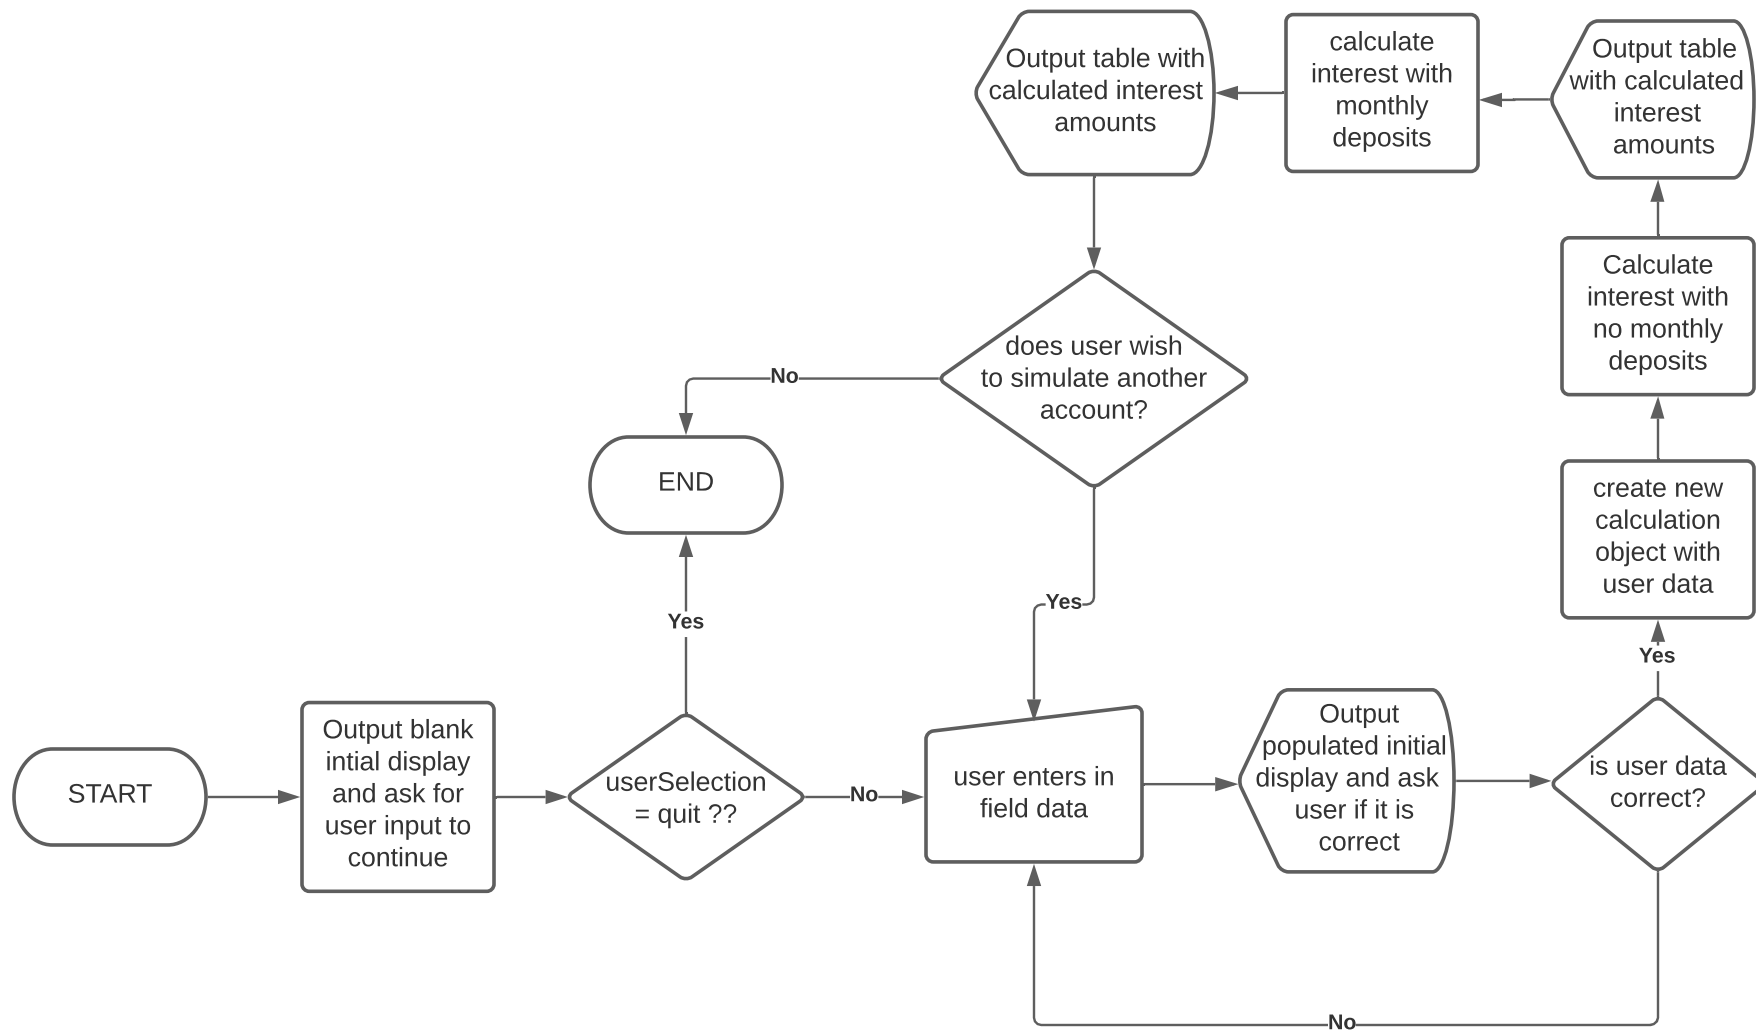 START
Output blank
intial display
and ask for
user input to
continue
userSelection
= quit ??
Yes
END
No
user enters in
field data
Output
populated initial
display and ask
user if it is
correct
is user data
correct?
No
Yes
create new
calculation
object with
user data
Calculate
interest with
no monthly
deposits
Output table
with calculated
interest
amounts
calculate
interest with
monthly
deposits
Output table with
calculated interest
amounts
does user wish
to simulate another
account?
No
Yes